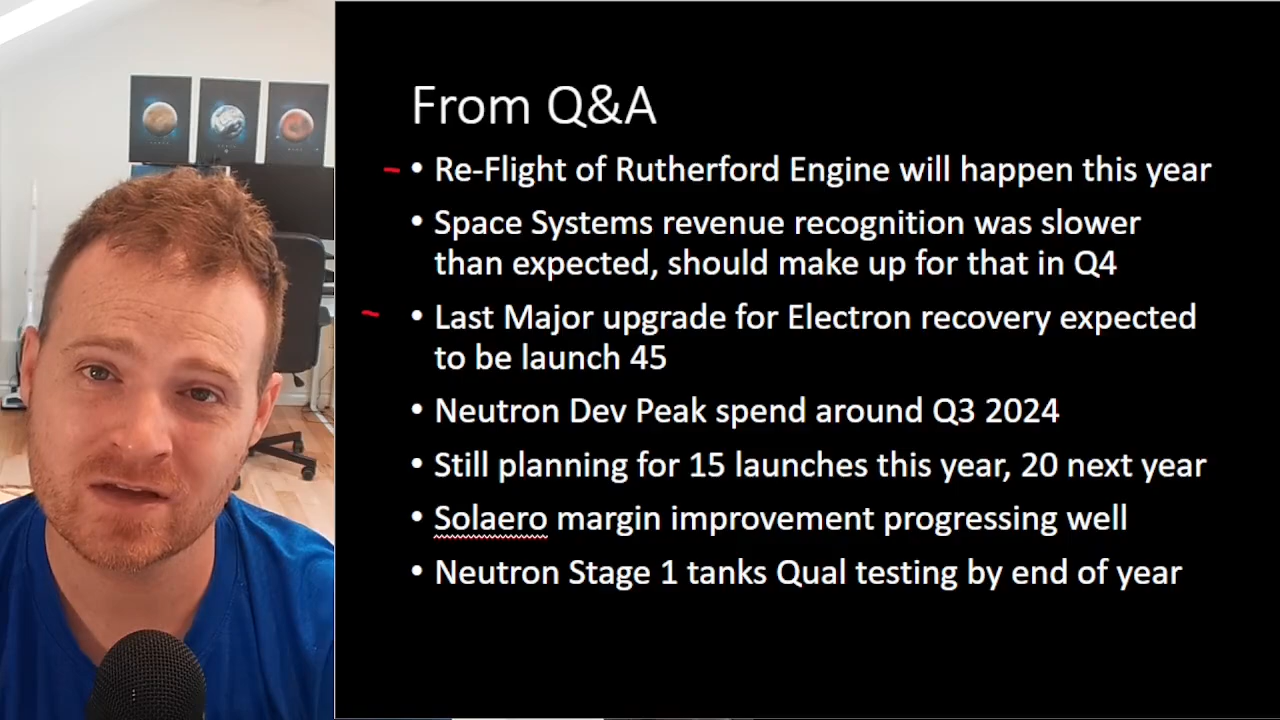 From Q&A
• Re-Flight of Rutherford Engine will happen this year
• Space Systems revenue recognition was slower
than expected, should make up for that in Q4
• Last Major upgrade for Electron recovery expected
to be launch 45
• Neutron Dev Peak spend around Q3 2024
• Still planning for 15 launches this year, 20 next year
• Solaero margin improvement progressing well
• Neutron Stage 1 tanks Qual testing by end of year